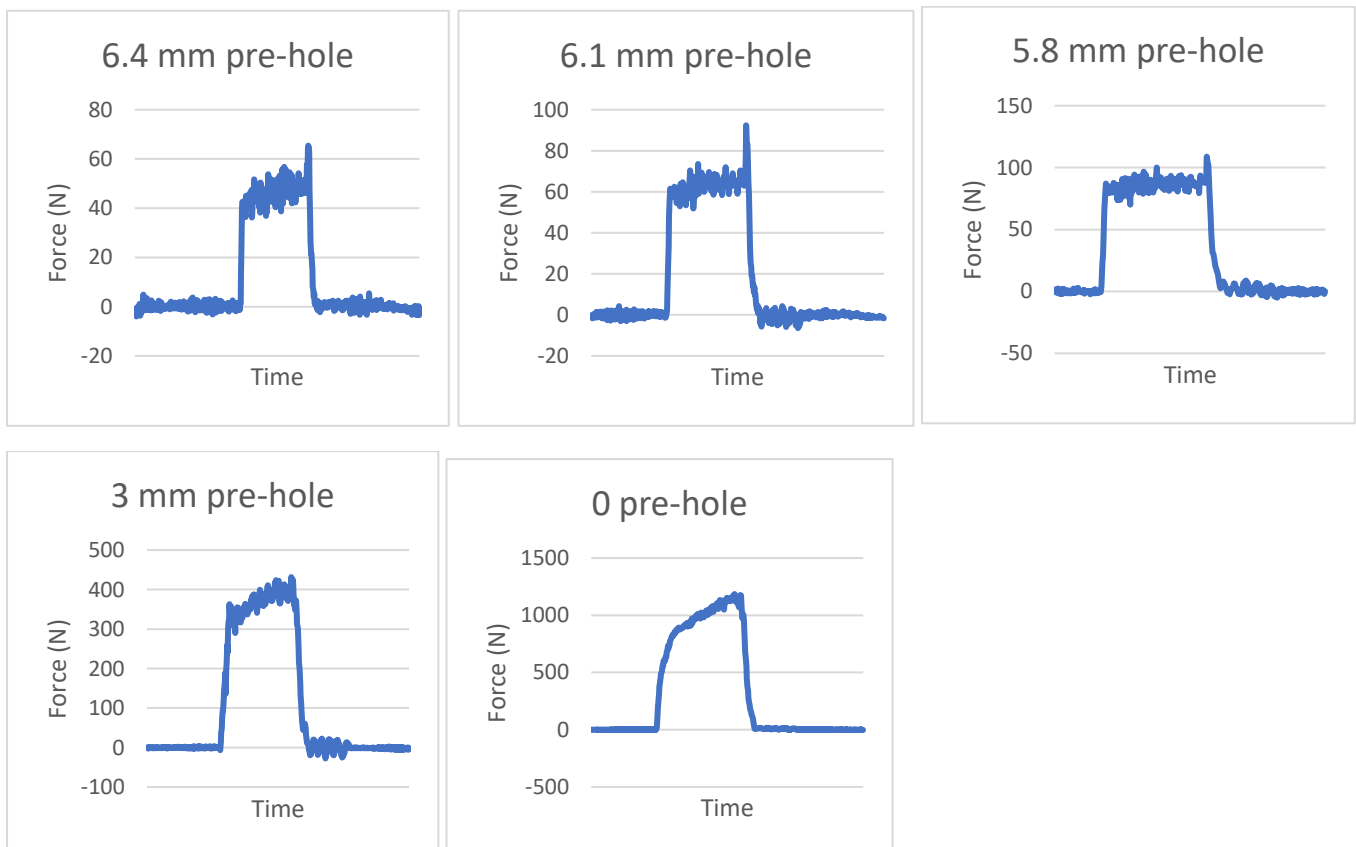 6.4 mm pre-hole
80
60
40
20
0
-20
Force (N)
Time
6.1 mm pre-hole
100
80
60
40
20
0
-20
Force (N)
Time
5.8 mm pre-hole
150
100
50
0
-50
Force (N)
Time
3 mm pre-hole
500
400
300
200
100
0
-100
Force (N)
Time
0 pre-hole
1500
1000
500
0
-500
Force (N)
Time